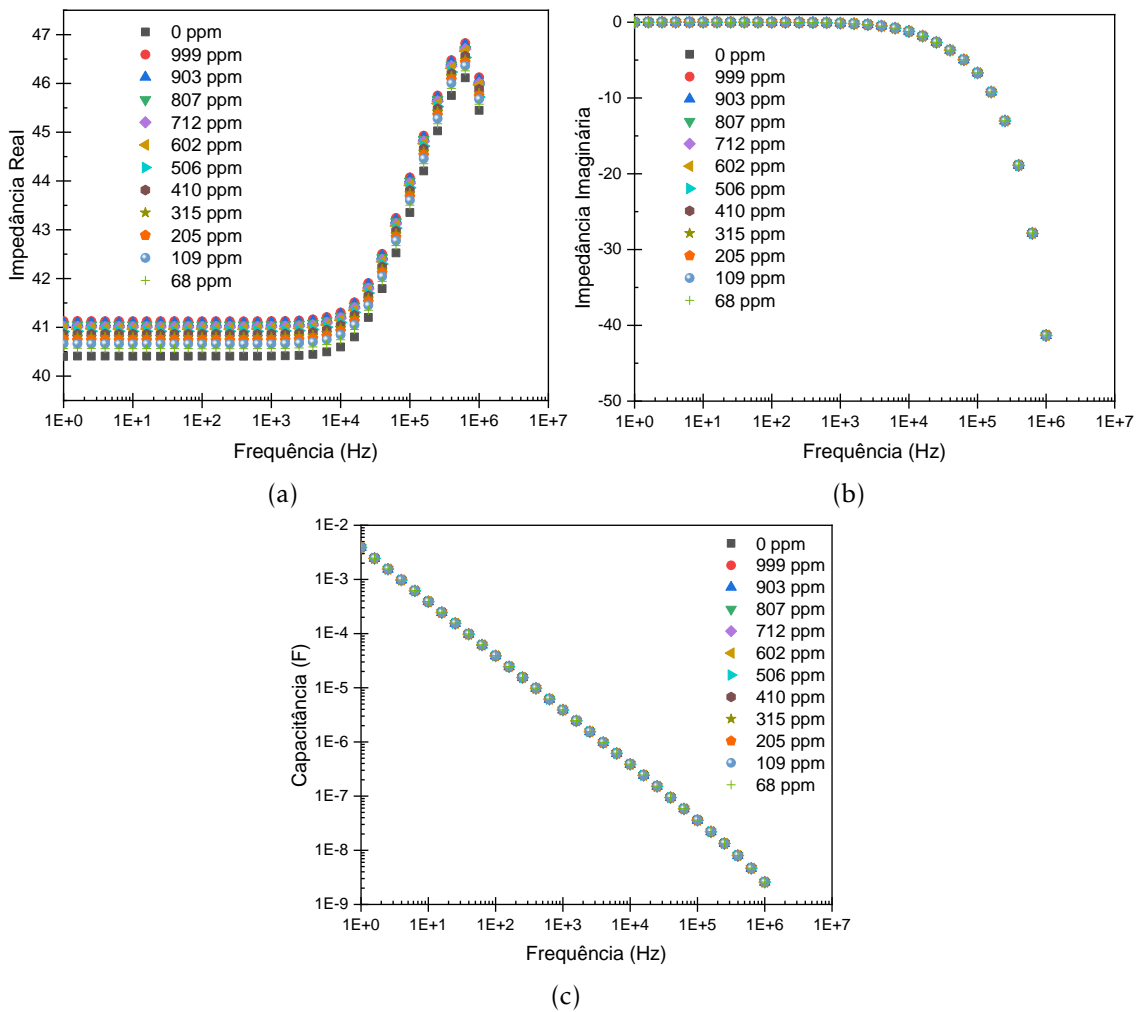 Impedância Real
47
46
45
44
43
42
41
40
0 ppm
999 ppm
903 ppm
807 ppm
712 ppm
602 ppm
506 ppm
410 ppm
315 ppm
205 ppm
109 ppm
68 ppm
1E+0 1E+1 1E+2 1E+3 1E+4 1E+5 1E+6 1E+7
Frequência (Hz)
(a)
Impedância Imaginária
0
-10
-20
-30
-40
-50
0 ppm
999 ppm
903 ppm
807 ppm
712 ppm
602 ppm
506 ppm
410 ppm
315 ppm
205 ppm
109 ppm
68 ppm
1E+0 1E+1 1E+2 1E+3 1E+4 1E+5 1E+6 1E+7
Frequência (Hz)
(b)
Capacitância (F)
1E-2
1E-3
1E-4
1E-5
1E-6
1E-7
1E-8
1E-9
0 ppm
999 ppm
903 ppm
807 ppm
712 ppm
602 ppm
506 ppm
410 ppm
315 ppm
205 ppm
109 ppm
68 ppm
1E+0 1E+1 1E+2 1E+3 1E+4 1E+5 1E+6 1E+7
Frequência (Hz)
(c)